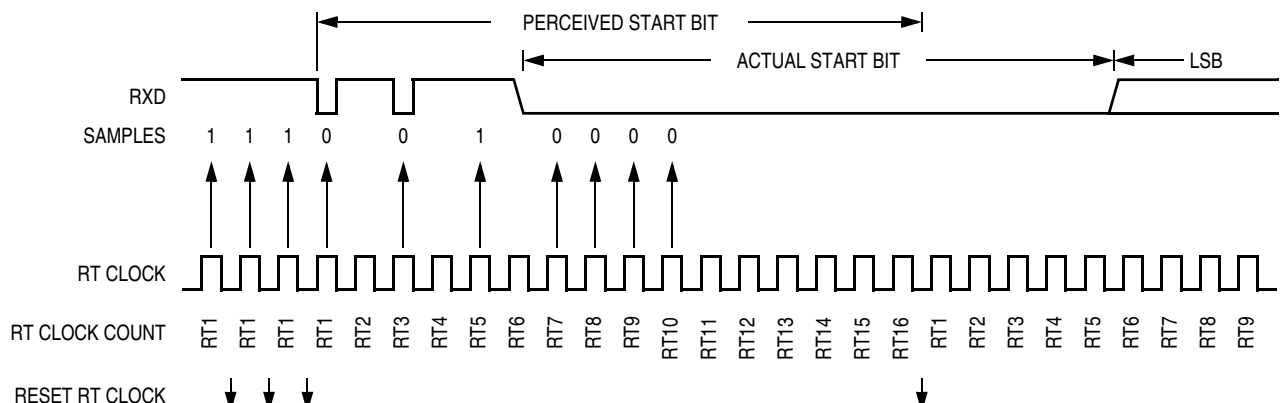 PERCEIVED START BIT
ACTUAL START BIT
LSB
RXD
SAMPLES 1 1 1 0 0 1 0 0 0 0
RT CLOCK
RT CLOCK COUNT RT1 RT1 RT1 RT1 RT2 RT3 RT4 RT5 RT6 RT7 RT8 RT9 RT10 RT11 RT12 RT13 RT14 RT15 RT16 RT1 RT2 RT3 RT4 RT5 RT6 RT7 RT8 RT9
RESET RT CLOCK